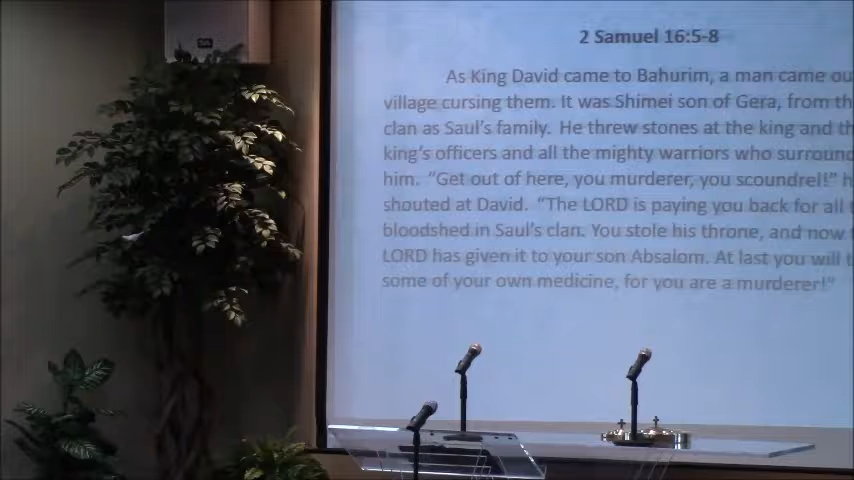 2 Samuel 16:5-8
As King David came to Bahurim, a man came ou
village cursing them. It was Shimei son of Gera, from th
clan as Saul's family. He threw stones at the king and th
king's officers and all the mighty warriors who surround
him. "Get out of here, you murderer, you scoundrel!" h
shouted at David. "The LORD is paying you back for all t
bloodshed in Saul's clan. You stole his throne, and now t
LORD has given it to your son Absalom. At last you will t
some of your own medicine, for you are a murderer!"